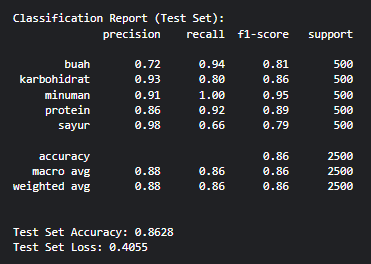 Classification Report (Test Set):
precision recall f1-score support
buah 0.72 0.94 0.81 500
karbohidrat 0.93 0.80 0.86 500
minuman 0.91 1.00 0.95 500
protein 0.86 0.92 0.89 500
sayur 0.98 0.66 0.79 500
accuracy 0.86 2500
macro avg 0.88 0.86 0.86 2500
weighted avg 0.88 0.86 0.86 2500
Test Set Accuracy: 0.8628
Test Set Loss: 0.4055